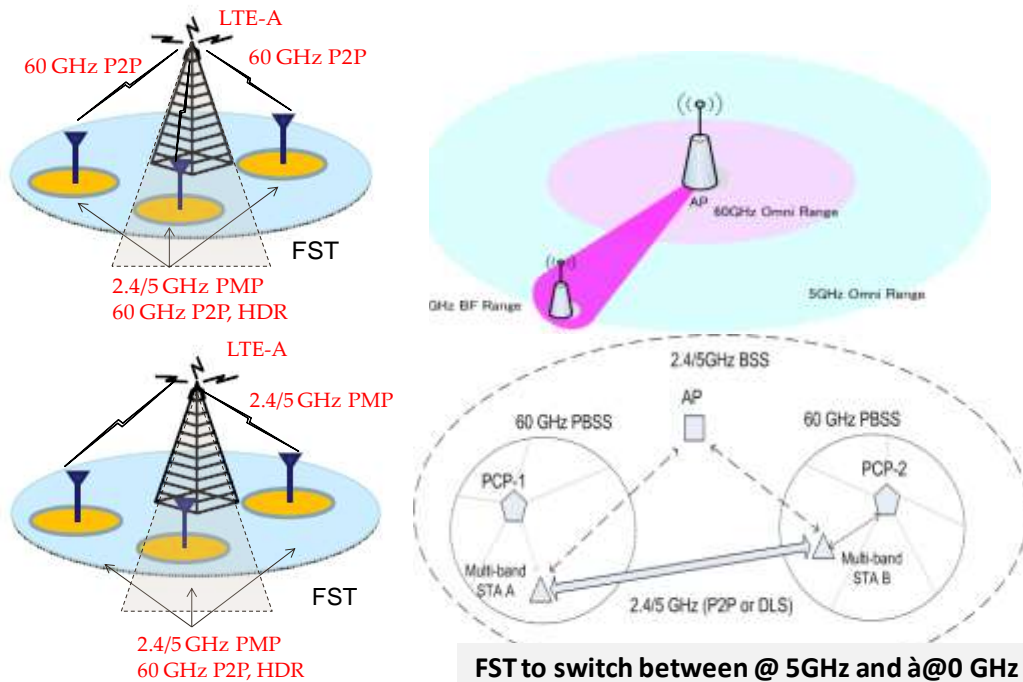 LTE-A
60 GHz P2P
60 GHz P2P
FST
2.4/5 GHz PMP
60 GHz P2P, HDR
AP
60GHz Omni Range
GHz BF Range
5GHz Omni Range
LTE-A
2.4/5 GHz PMP
FST
2.4/5 GHz PMP
60 GHz P2P, HDR
2.4/5GHz BSS
AP
60 GHz PBSS
60 GHz PBSS
PCP-1
PCP-2
Multi-band
STA A
Multi-band
STA B
2.4/5 GHz (P2P or DLS)
FST to switch between @ 5GHz and à@0 GHz